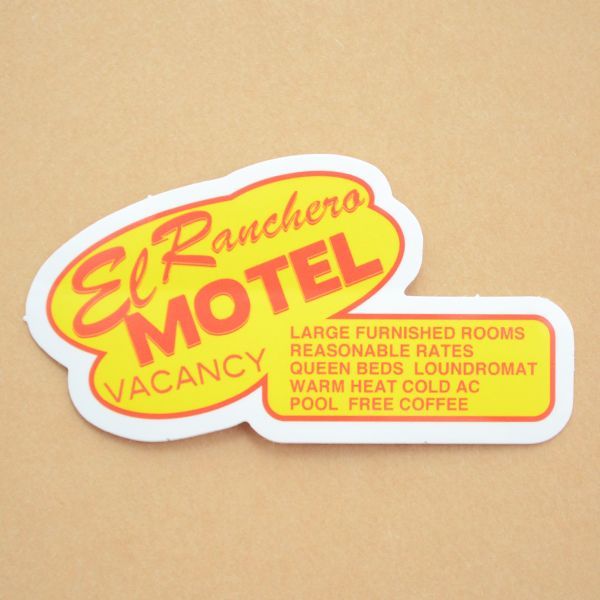 El Ranchero
MOTEL
VACANCY
LARGE FURNISHED ROOMS
REASONABLE RATES
QUEEN BEDS LOUNDROMAT
WARM HEAT COLD AC
POOL FREE COFFEE